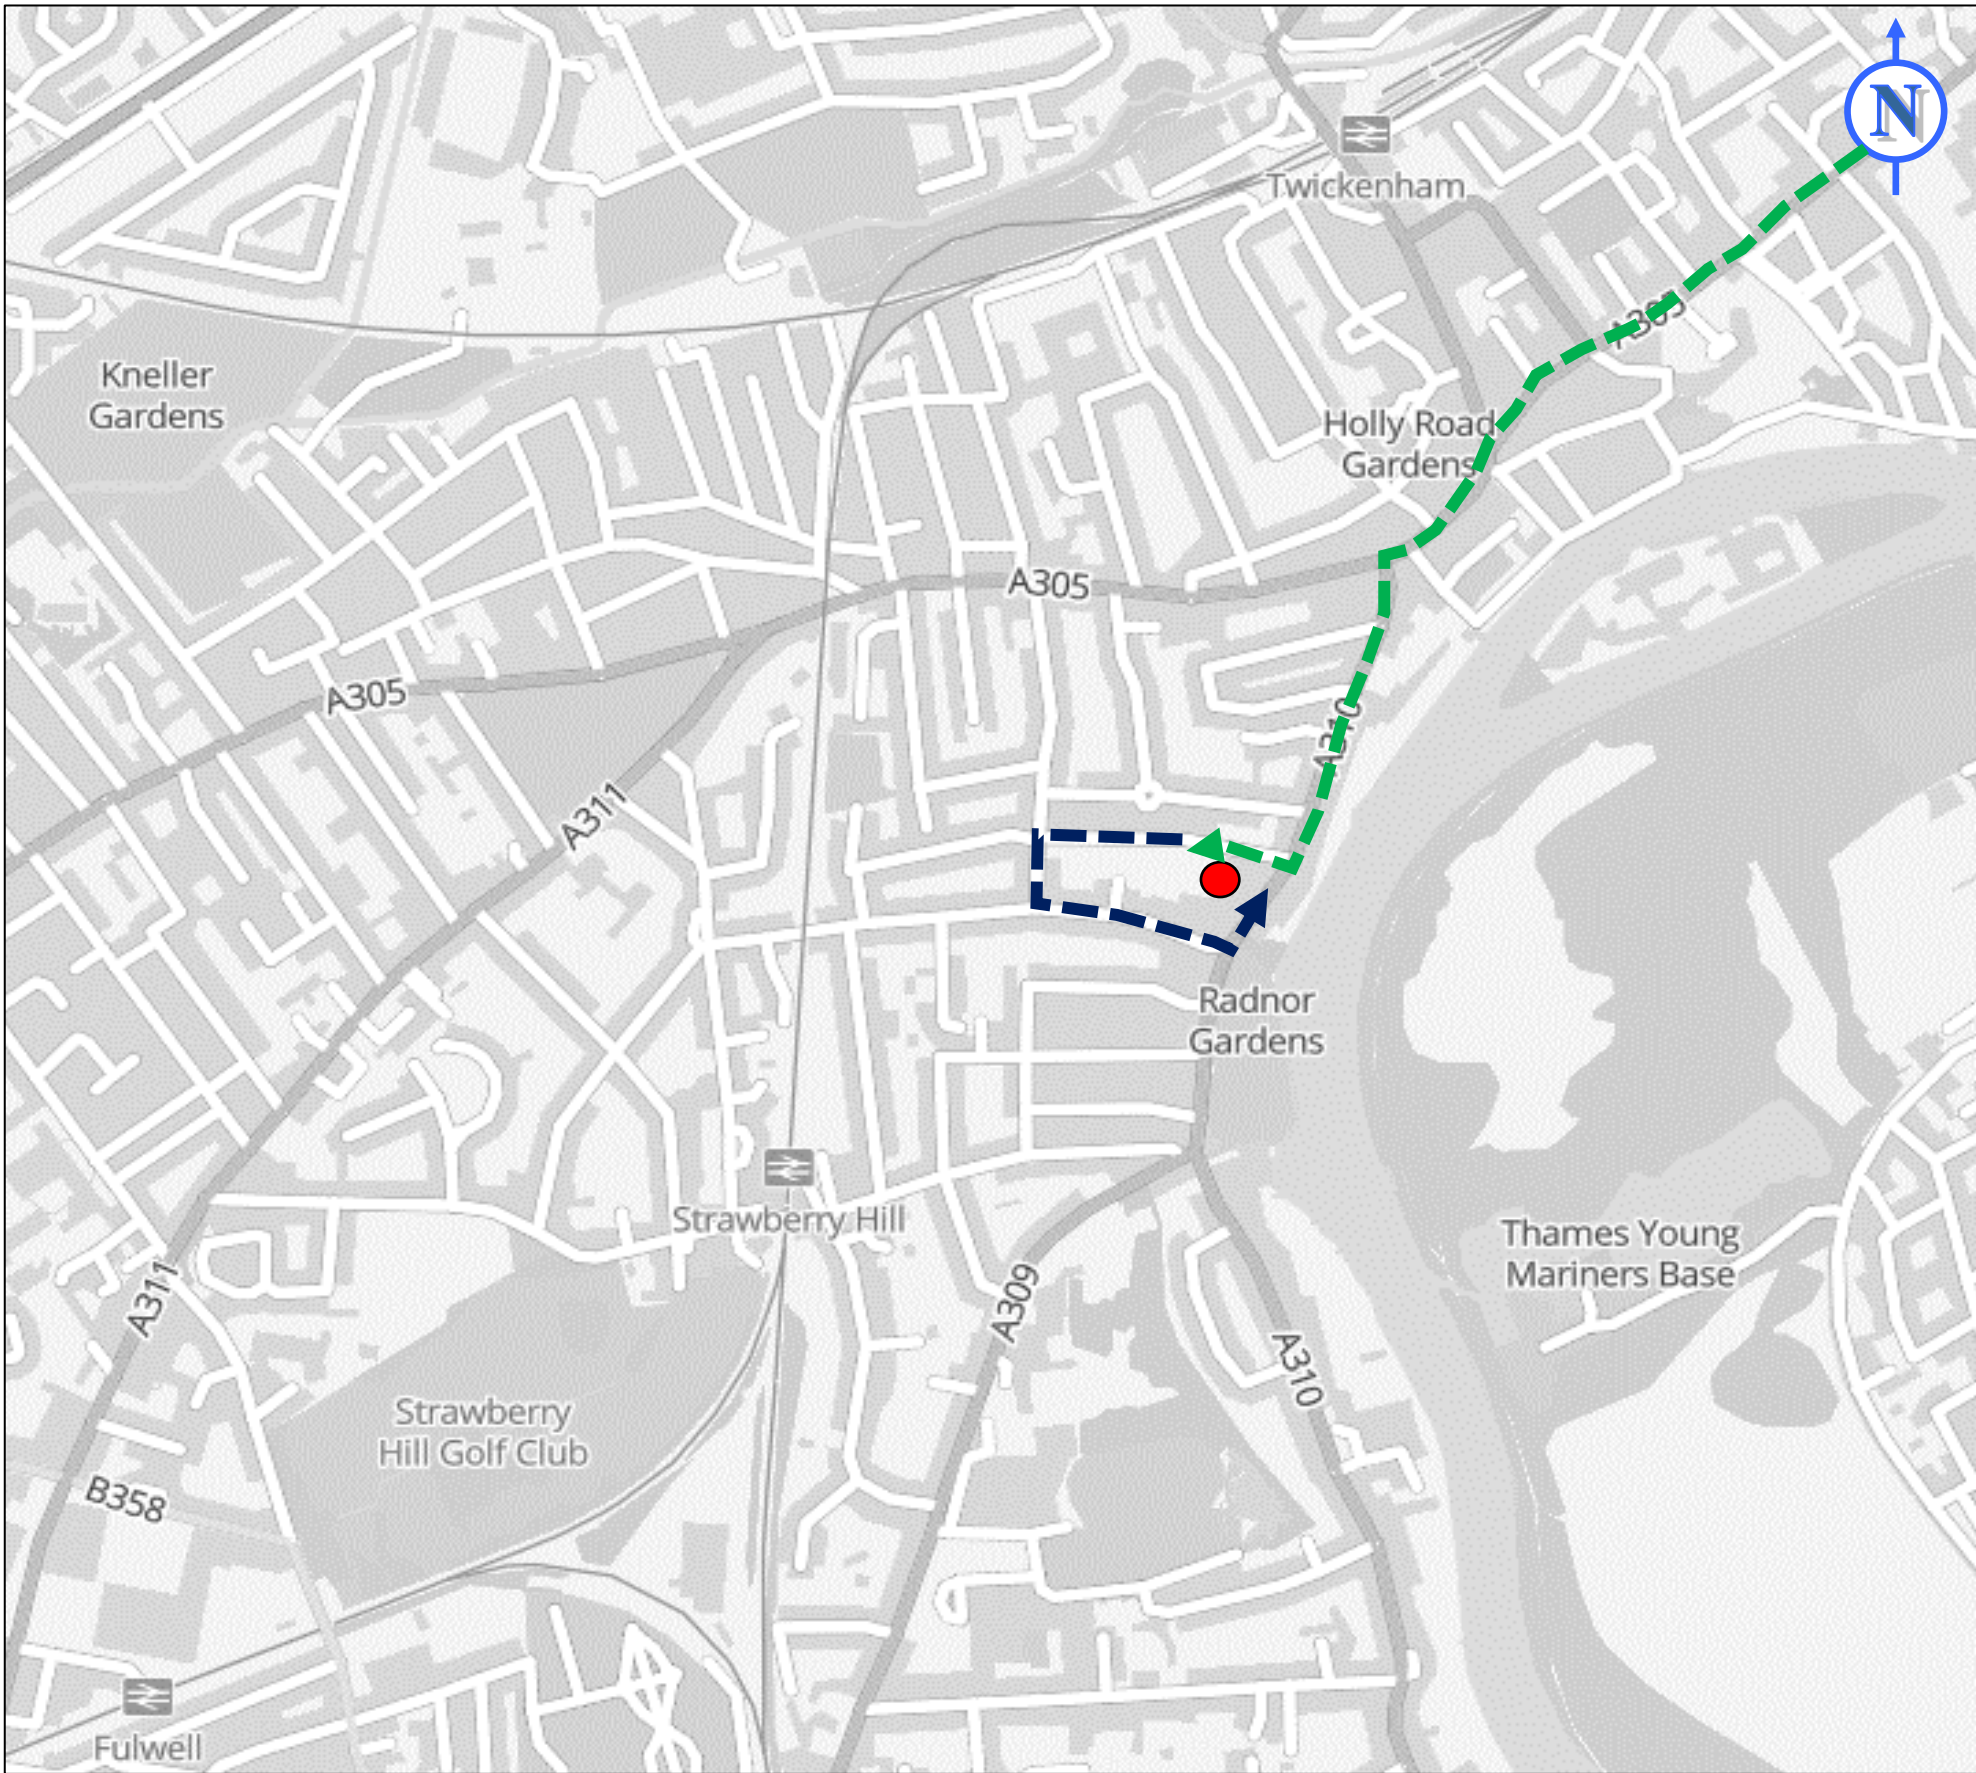 N
Twickenham
A305
Kneller
Gardens
Holly Road
Gardens
A305
A305
A310
A311
Radnor
Gardens
Strawberry Hill
Thames Young
Mariners Base
A311
A309
A310
Strawberry
Hill Golf Club
B358
Fulwell